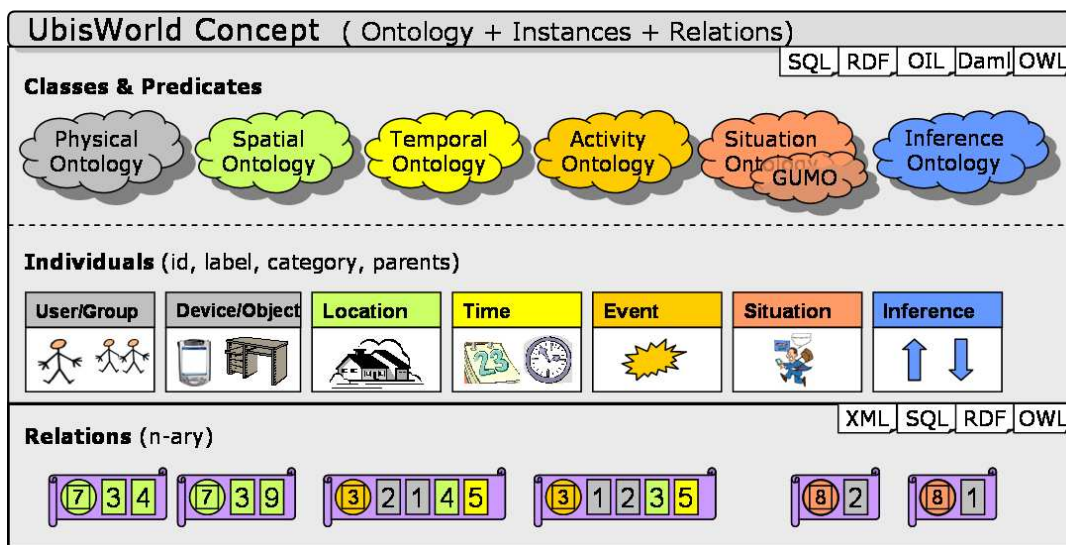 UbisWorld Concept ( Ontology + Instances + Relations)
SQL RDF OIL Daml OWL
Classes & Predicates
Physical Ontology
Spatial Ontology
Temporal Ontology
Activity Ontology
Situation Ontology
GUMO
Inference Ontology
Individuals (id, label, category, parents)
User/Group Device/Object Location Time Event Situation Inference
23
XML SQL RDF OWL
Relations (n-ary)
7 3 4 7 3 9 3 2 1 4 5 3 1 2 3 5 8 2 8 1